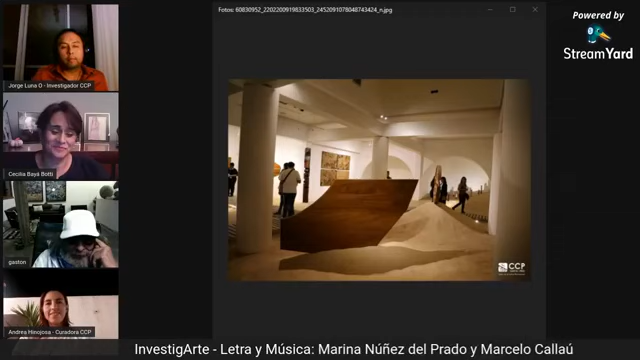 Fotos: 60830952_2202200919833503_2452091078048743424_n.jpg
Powered by
StreamYard
Jorge Luna O - Investigador CCP
Cecilia Bayá Botti
gaston
Andrea Hinojosa - Curadora CCP
CCP
InvestigArte - Letra y Música: Marina Núñez del Prado y Marcelo Callaú